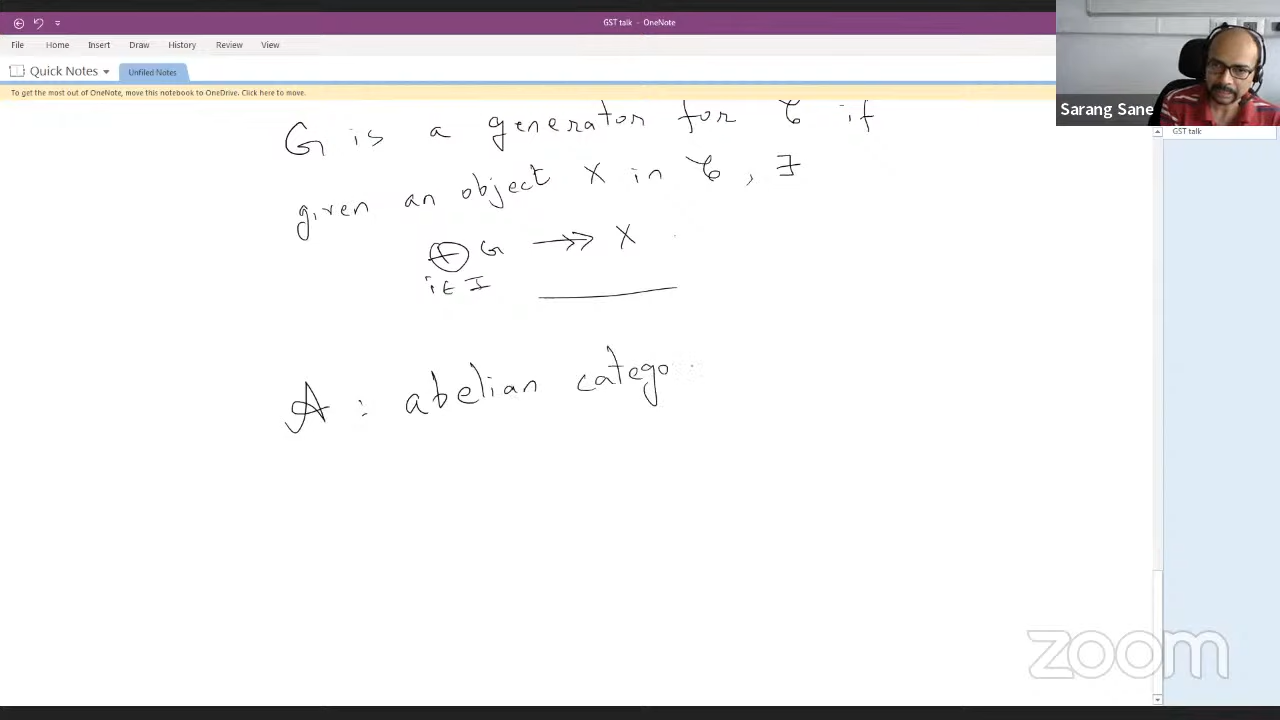 GST talk - OneNote
File Home Insert Draw History Review View
Quick Notes Unfiled Notes
To get the most out of OneNote, move this notebook to OneDrive. Click here to move.
Sarang Sane
GST talk
G is a generator for 𝒞 if
given an object X in 𝒞, ∃
⊕ G ↠ X
i ∈ I
𝒜 : abelian catego
zoom